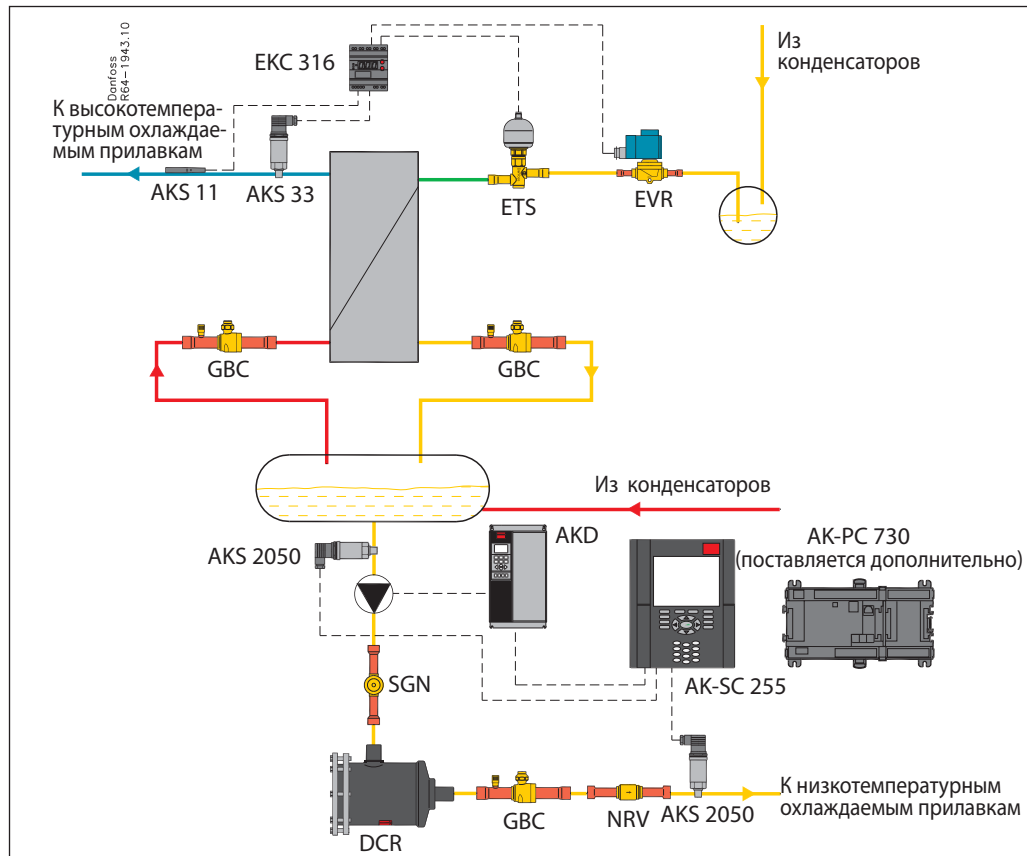 Danfoss
R64-1943.10
EKC 316
Из
конденсаторов
К высокотемпера-
турным охлаждае-
мым прилавкам
AKS 11
AKS 33
ETS
EVR
GBC
GBC
Из конденсаторов
AKS 2050
AKD
AK-PC 730
(поставляется дополнительно)
SGN
AK-SC 255
К низкотемпературным
охлаждаемым прилавкам
DCR
GBC
NRV
AKS 2050